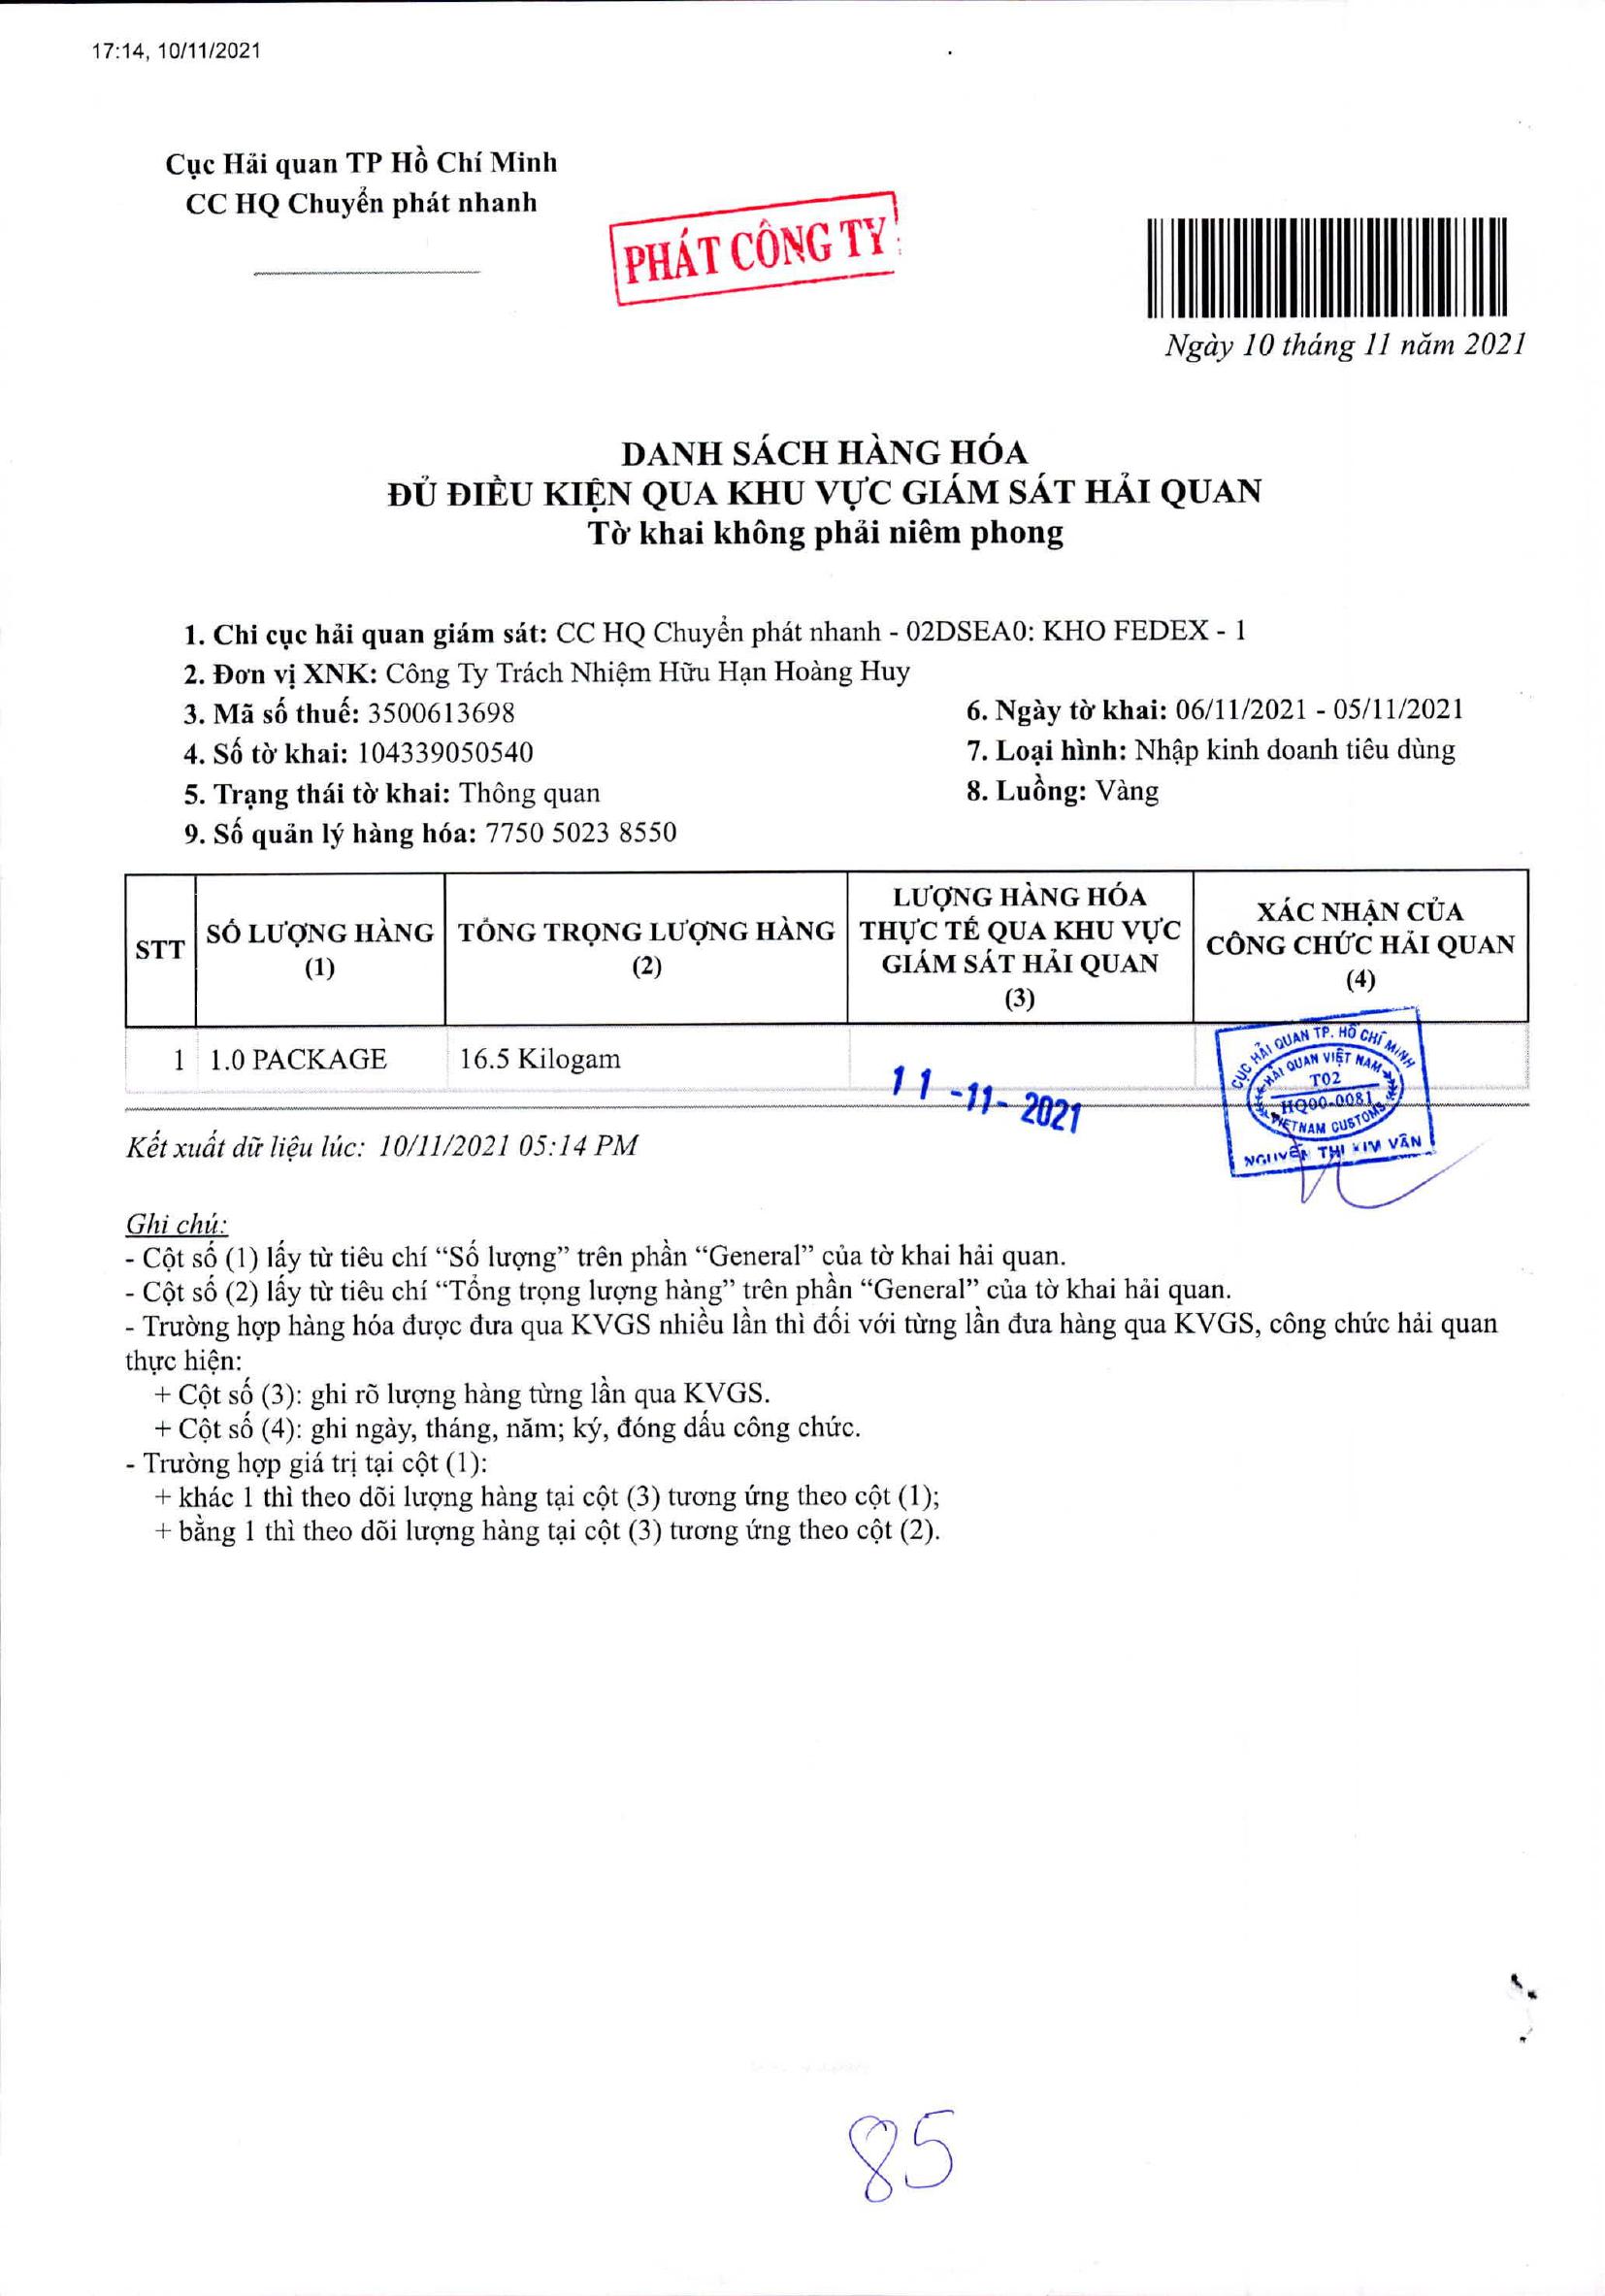 17:14, 10/11/2021
Cục Hải quan TP Hồ Chí Minh
CC HQ Chuyển phát nhanh
PHÁT CÔNG TY
Ngày 10 tháng 11 năm 2021
DANH SÁCH HÀNG HÓA
ĐỦ ĐIỀU KIỆN QUA KHU VỰC GIÁM SÁT HẢI QUAN
Tờ khai không phải niêm phong
1. Chi cục hải quan giám sát: CC HQ Chuyển phát nhanh - 02DSEA0: KHO FEDEX - 1
2. Đơn vị XNK: Công Ty Trách Nhiệm Hữu Hạn Hoàng Huy
3. Mã số thuế: 3500613698
6. Ngày tờ khai: 06/11/2021 - 05/11/2021
4. Số tờ khai: 104339050540
7. Loại hình: Nhập kinh doanh tiêu dùng
5. Trạng thái tờ khai: Thông quan
8. Luồng: Vàng
9. Số quản lý hàng hóa: 7750 5023 8550
STT
SỐ LƯỢNG HÀNG
(1)
TỔNG TRỌNG LƯỢNG HÀNG
(2)
LƯỢNG HÀNG HÓA
THỰC TẾ QUA KHU VỰC
GIÁM SÁT HẢI QUAN
(3)
XÁC NHẬN CỦA
CÔNG CHỨC HẢI QUAN
(4)
1 1.0 PACKAGE 16.5 Kilogam
11 -11- 2021
CỤC HẢI QUAN TP. HỒ CHÍ MINH
HẢI QUAN VIỆT NAM
T02
HQ00-0081
VIETNAM CUSTOMS
NGUYỄN THỊ KIM VÂN
Kết xuất dữ liệu lúc: 10/11/2021 05:14 PM
Ghi chú:
- Cột số (1) lấy từ tiêu chí “Số lượng” trên phần “General” của tờ khai hải quan.
- Cột số (2) lấy từ tiêu chí “Tổng trọng lượng hàng” trên phần “General” của tờ khai hải quan.
- Trường hợp hàng hóa được đưa qua KVGS nhiều lần thì đối với từng lần đưa hàng qua KVGS, công chức hải quan
thực hiện:
+ Cột số (3): ghi rõ lượng hàng từng lần qua KVGS.
+ Cột số (4): ghi ngày, tháng, năm; ký, đóng dấu công chức.
- Trường hợp giá trị tại cột (1):
+ khác 1 thì theo dõi lượng hàng tại cột (3) tương ứng theo cột (1);
+ bằng 1 thì theo dõi lượng hàng tại cột (3) tương ứng theo cột (2).
85